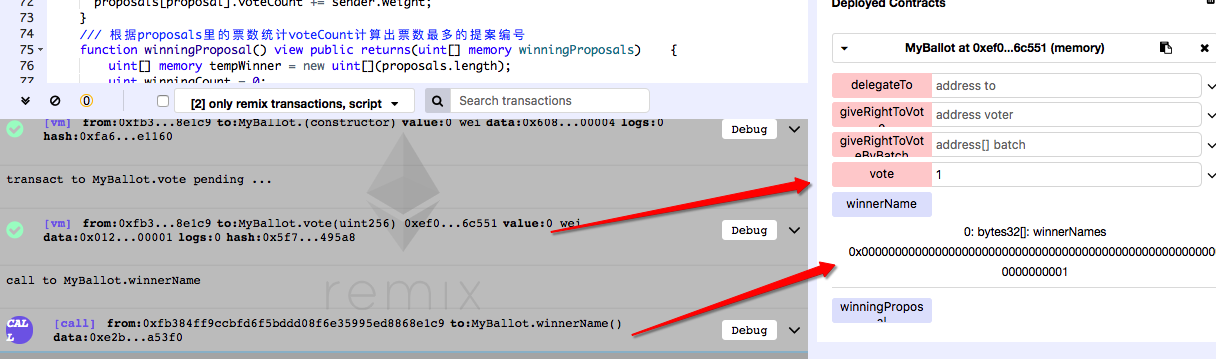 72 proposals[proposal].voteCount += sender.weight;
73 }
74 /// 根据proposals里的票数统计voteCount计算出票数最多的提案编号
75 function winningProposal() view public returns(uint[] memory winningProposals) {
76 uint[] memory tempWinner = new uint[](proposals.length);
77 uint winningCount = 0;
0
[2] only remix transactions, script
Search transactions
[vm] from:0xfb3...8e1c9 to:MyBallot.(constructor) value:0 wei data:0x608...00004 logs:0
hash:0xfa6...e1160
Debug
transact to MyBallot.vote pending ...
[vm] from:0xfb3...8e1c9 to:MyBallot.vote(uint256) 0xef0...6c551 value:0 wei
data:0x012...00001 logs:0 hash:0x5f7...495a8
Debug
call to MyBallot.winnerName
remix
CALL
[call] from:0xfb384ff9ccbfd6f5bddd08f6e35995ed8868e1c9 to:MyBallot.winnerName()
data:0xe2b...a53f0
Debug
Deployed Contracts
MyBallot at 0xef0...6c551 (memory)
delegateTo address to
giveRightToVot address voter
giveRightToVot
eByBatch
address[] batch
vote 1
winnerName
0: bytes32[]: winnerNames
0x00000000000000000000000000000000000000000000000000000
0000000001
winningPropos
al